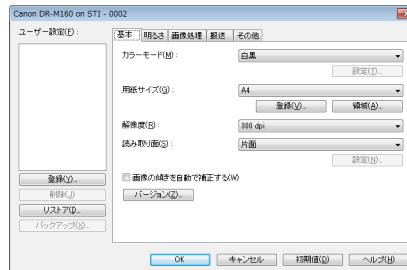 Canon DR-M160 on STI - 0002
ユーザー設定(F):
基本 明るさ 画像処理 搬送 その他
カラーモード(M):
白黒
設定(T)...
用紙サイズ(G):
A4
登録(V)... 領域(A)...
解像度(R):
300 dpi
読み取り面(S):
片面
設定(N)...
画像の傾きを自動で補正する(W)
バージョン(Z)...
登録(Y)...
削除(J)
リストア(I)...
バックアップ(X)...
OK キャンセル 初期値(D) ヘルプ(H)